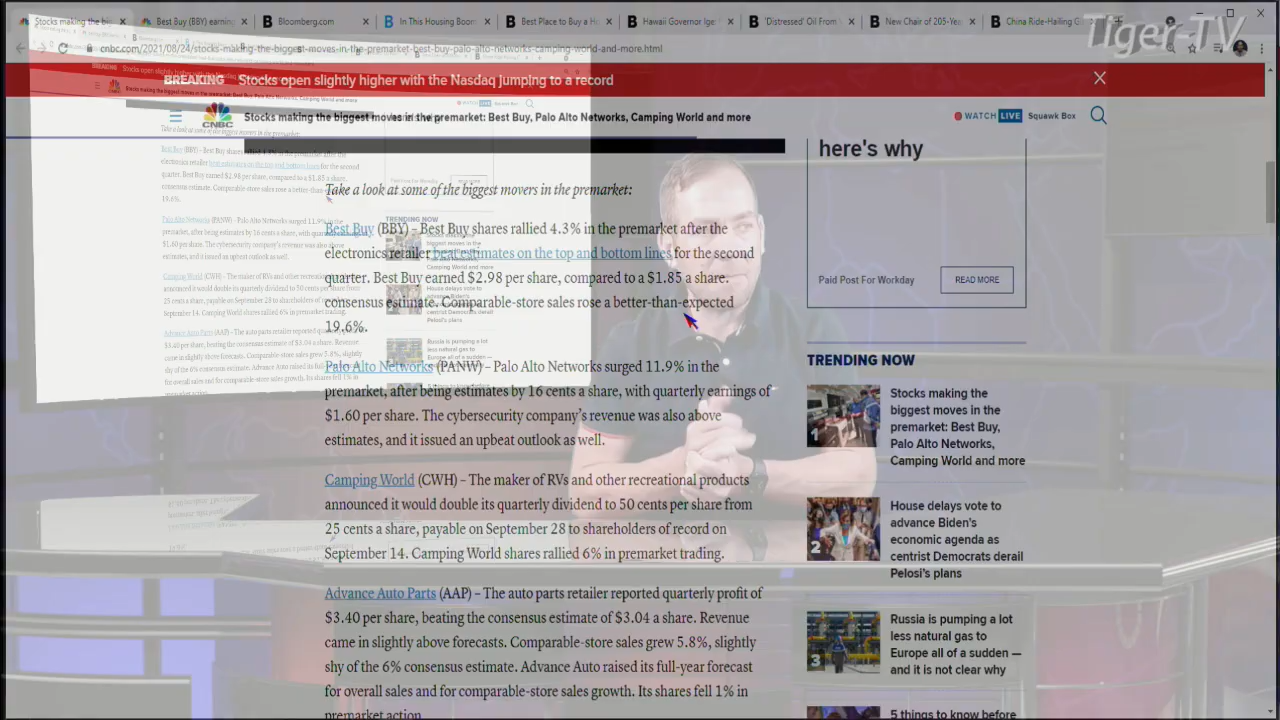 Stocks making the big
Best Buy (BBY) earning
Bloomberg.com
In This Housing Boom
Best Place to Buy a Ho
Hawaii Governor Ige
'Distressed' Oil From
New Chair of 205-Yea
China Ride-Hailing
Tiger-TV
cnbc.com/2021/08/24/stocks-making-the-biggest-moves-in-the-premarket-best-buy-palo-alto-networks-camping-world-and-more.html
BREAKING Stocks open slightly higher with the Nasdaq jumping to a record
CNBC
Stocks making the biggest moves in the premarket: Best Buy, Palo Alto Networks, Camping World and more
WATCH LIVE Squawk Box
Take a look at some of the biggest movers in the premarket:
Best Buy (BBY) – Best Buy shares rallied 4.3% in the premarket after the
electronics retailer beat estimates on the top and bottom lines for the second
quarter. Best Buy earned $2.98 per share, compared to a $1.85 a share.
consensus estimate. Comparable-store sales rose a better-than-expected
19.6%.
Palo Alto Networks (PANW) – Palo Alto Networks surged 11.9% in the
premarket, after being estimates by 16 cents a share, with quarterly earnings of
$1.60 per share. The cybersecurity company's revenue was also above
estimates, and it issued an upbeat outlook as well.
Camping World (CWH) – The maker of RVs and other recreational products
announced it would double its quarterly dividend to 50 cents per share from
25 cents a share, payable on September 28 to shareholders of record on
September 14. Camping World shares rallied 6% in premarket trading.
Advance Auto Parts (AAP) – The auto parts retailer reported quarterly profit of
$3.40 per share, beating the consensus estimate of $3.04 a share. Revenue
came in slightly above forecasts. Comparable-store sales grew 5.8%, slightly
shy of the 6% consensus estimate. Advance Auto raised its full-year forecast
for overall sales and for comparable-store sales growth. Its shares fell 1% in
premarket action.
here's why
Paid Post For Workday
READ MORE
TRENDING NOW
1
Stocks making the
biggest moves in the
premarket: Best Buy,
Palo Alto Networks,
Camping World and more
2
House delays vote to
advance Biden's
economic agenda as
centrist Democrats derail
Pelosi's plans
3
Russia is pumping a lot
less natural gas to
Europe all of a sudden —
and it is not clear why
5 things to know before